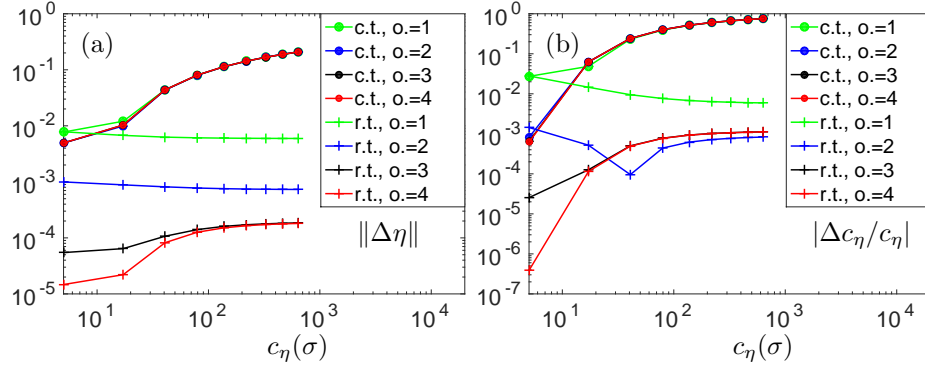 (a)
10^0
10^-1
10^-2
10^-3
10^-4
10^-5
10^1
10^2
10^3
10^4
c_η(σ)
c.t., o.=1
c.t., o.=2
c.t., o.=3
c.t., o.=4
r.t., o.=1
r.t., o.=2
r.t., o.=3
r.t., o.=4
‖Δη‖
(b)
10^0
10^-1
10^-2
10^-3
10^-4
10^-5
10^-6
10^-7
10^1
10^2
10^3
10^4
c_η(σ)
c.t., o.=1
c.t., o.=2
c.t., o.=3
c.t., o.=4
r.t., o.=1
r.t., o.=2
r.t., o.=3
r.t., o.=4
|Δc_η/c_η|